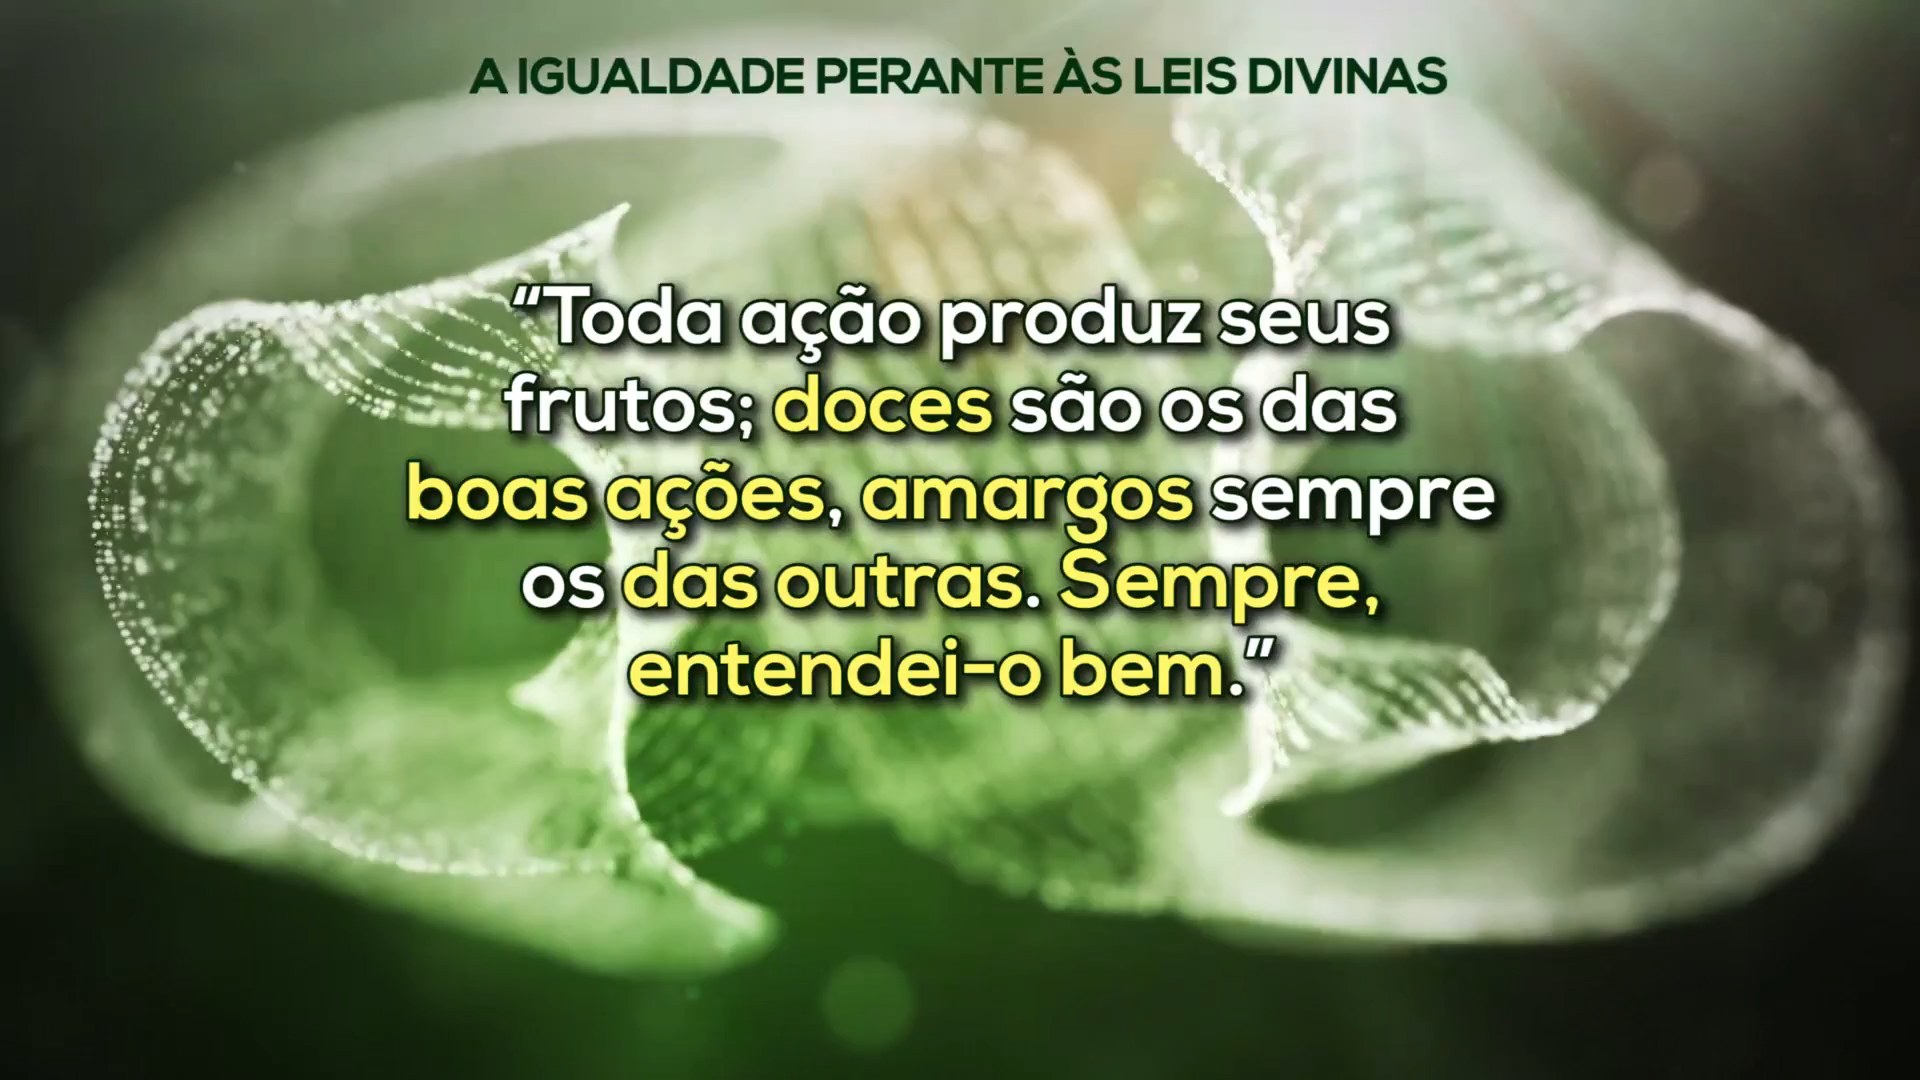 A IGUALDADE PERANTE ÀS LEIS DIVINAS
“Toda ação produz seus
frutos; doces são os das
boas ações, amargos sempre
os das outras. Sempre,
entendei-o bem.”